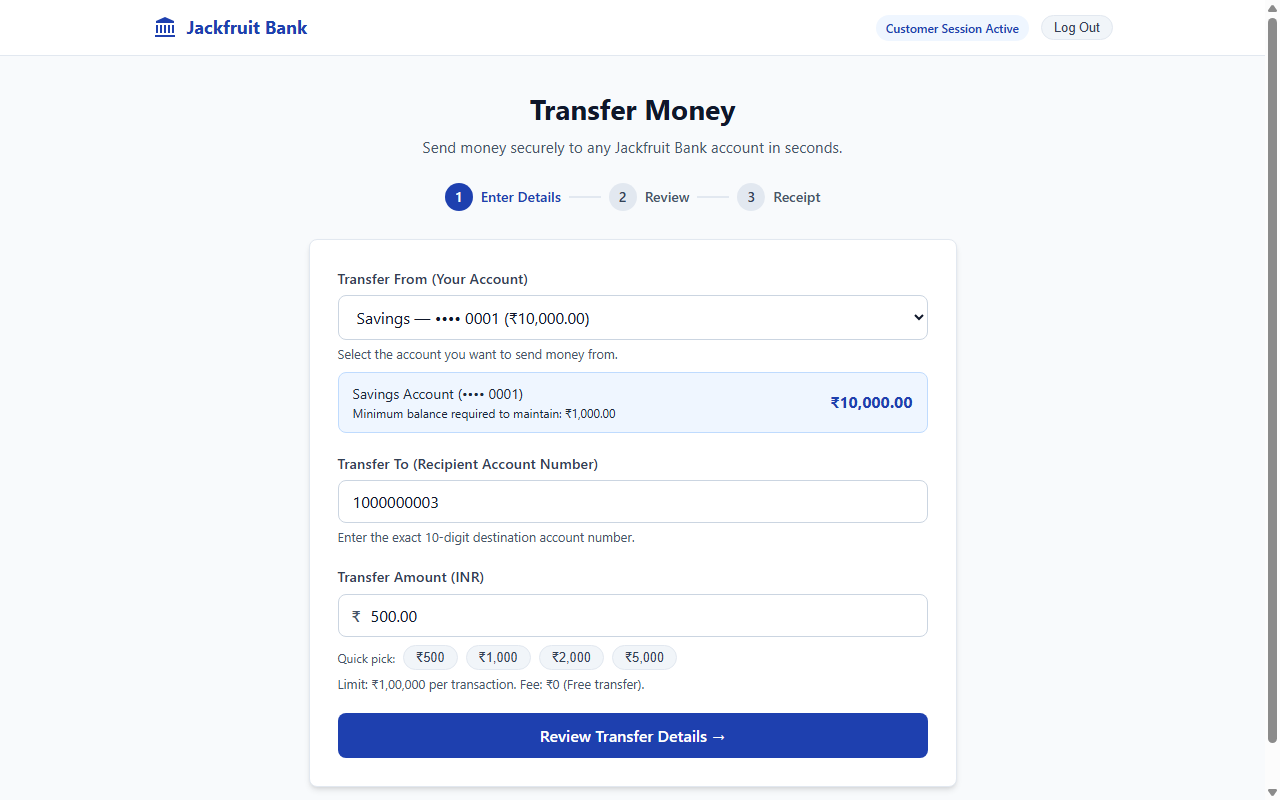 Jackfruit Bank
Customer Session Active
Log Out
Transfer Money
Send money securely to any Jackfruit Bank account in seconds.
1 Enter Details 2 Review 3 Receipt
Transfer From (Your Account)
Savings — •••• 0001 (₹10,000.00)
Select the account you want to send money from.
Savings Account (•••• 0001)
₹10,000.00
Minimum balance required to maintain: ₹1,000.00
Transfer To (Recipient Account Number)
1000000003
Enter the exact 10-digit destination account number.
Transfer Amount (INR)
₹ 500.00
Quick pick: ₹500 ₹1,000 ₹2,000 ₹5,000
Limit: ₹1,00,000 per transaction. Fee: ₹0 (Free transfer).
Review Transfer Details →